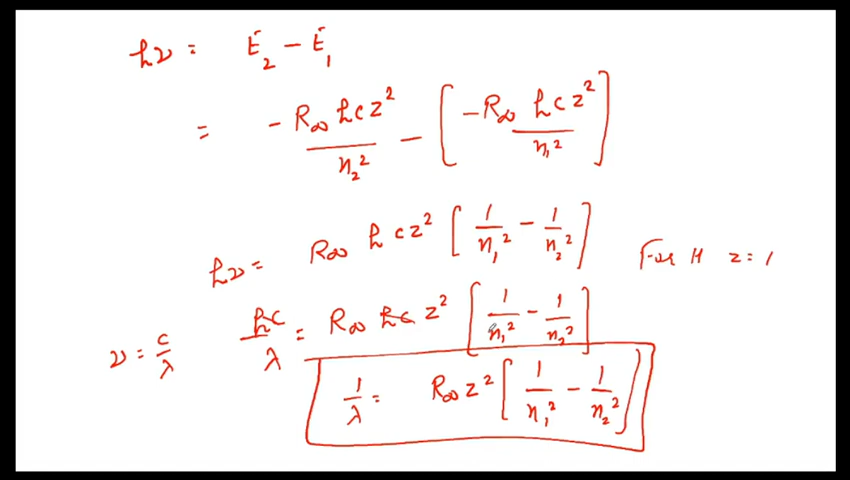 hν = E₂ − E₁
= −R∞hcz²/n₂² − [−R∞hcz²/n₁²]
hν = R∞hcz² [1/n₁² − 1/n₂²]
For H z = 1
ν = c/λ hc/λ = R∞hcz² [1/n₁² − 1/n₂²]
1/λ = R∞z² [1/n₁² − 1/n₂²]